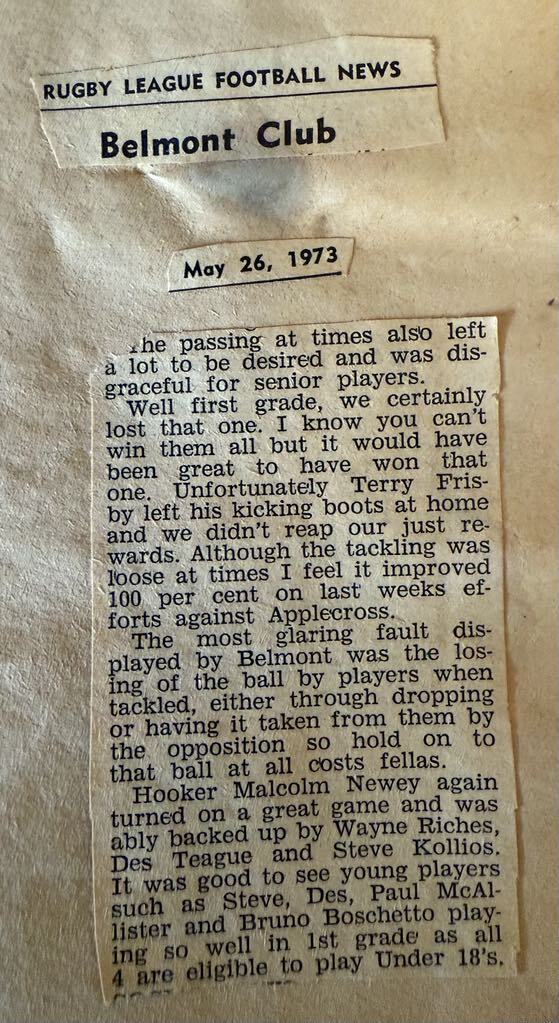 RUGBY LEAGUE FOOTBALL NEWS
Belmont Club
May 26, 1973
The passing at times also left
a lot to be desired and was dis-
graceful for senior players.
Well first grade, we certainly
lost that one. I know you can't
win them all but it would have
been great to have won that
one. Unfortunately Terry Fris-
by left his kicking boots at home
and we didn't reap our just re-
wards. Although the tackling was
loose at times I feel it improved
100 per cent on last weeks ef-
forts against Applecross.
The most glaring fault dis-
played by Belmont was the los-
ing of the ball by players when
tackled, either through dropping
or having it taken from them by
the opposition so hold on to
that ball at all costs fellas.
Hooker Malcolm Newey again
turned on a great game and was
ably backed up by Wayne Riches,
Des Teague and Steve Kollios.
It was good to see young players
such as Steve, Des, Paul McAl-
lister and Bruno Boschetto play-
ing so well in 1st grade as all
4 are eligible to play Under 18's.